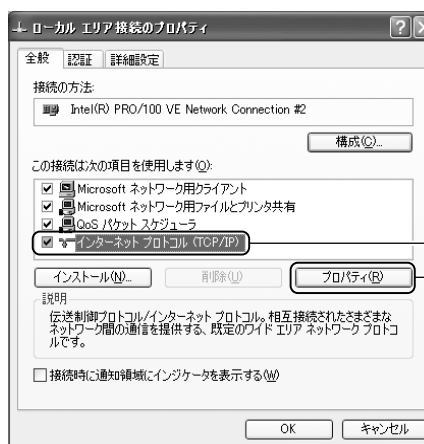 ローカル エリア接続のプロパティ
全般 認証 詳細設定
接続の方法:
Intel(R) PRO/100 VE Network Connection #2
構成(C)...
この接続は次の項目を使用します(O):
Microsoft ネットワーク用クライアント
Microsoft ネットワーク用ファイルとプリンタ共有
QoS パケット スケジューラ
インターネット プロトコル (TCP/IP)
インストール(N)... 削除(U) プロパティ(R)
説明
伝送制御プロトコル/インターネット プロトコル。相互接続されたさまざまな
ネットワーク間の通信を提供する、既定のワイド エリア ネットワーク プロトコ
ルです。
接続時に通知領域にインジケータを表示する(W)
OK キャンセル